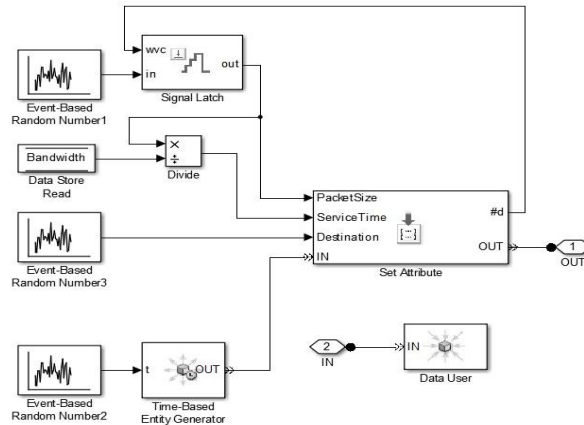 wvc
in
out
Signal Latch
Event-Based
Random Number1
×
÷
Divide
Bandwidth
Data Store
Read
PacketSize
ServiceTime
Destination
IN
#d
OUT
Set Attribute
1
OUT
Event-Based
Random Number3
2
IN
IN
Data User
t
OUT
Time-Based
Entity Generator
Event-Based
Random Number2